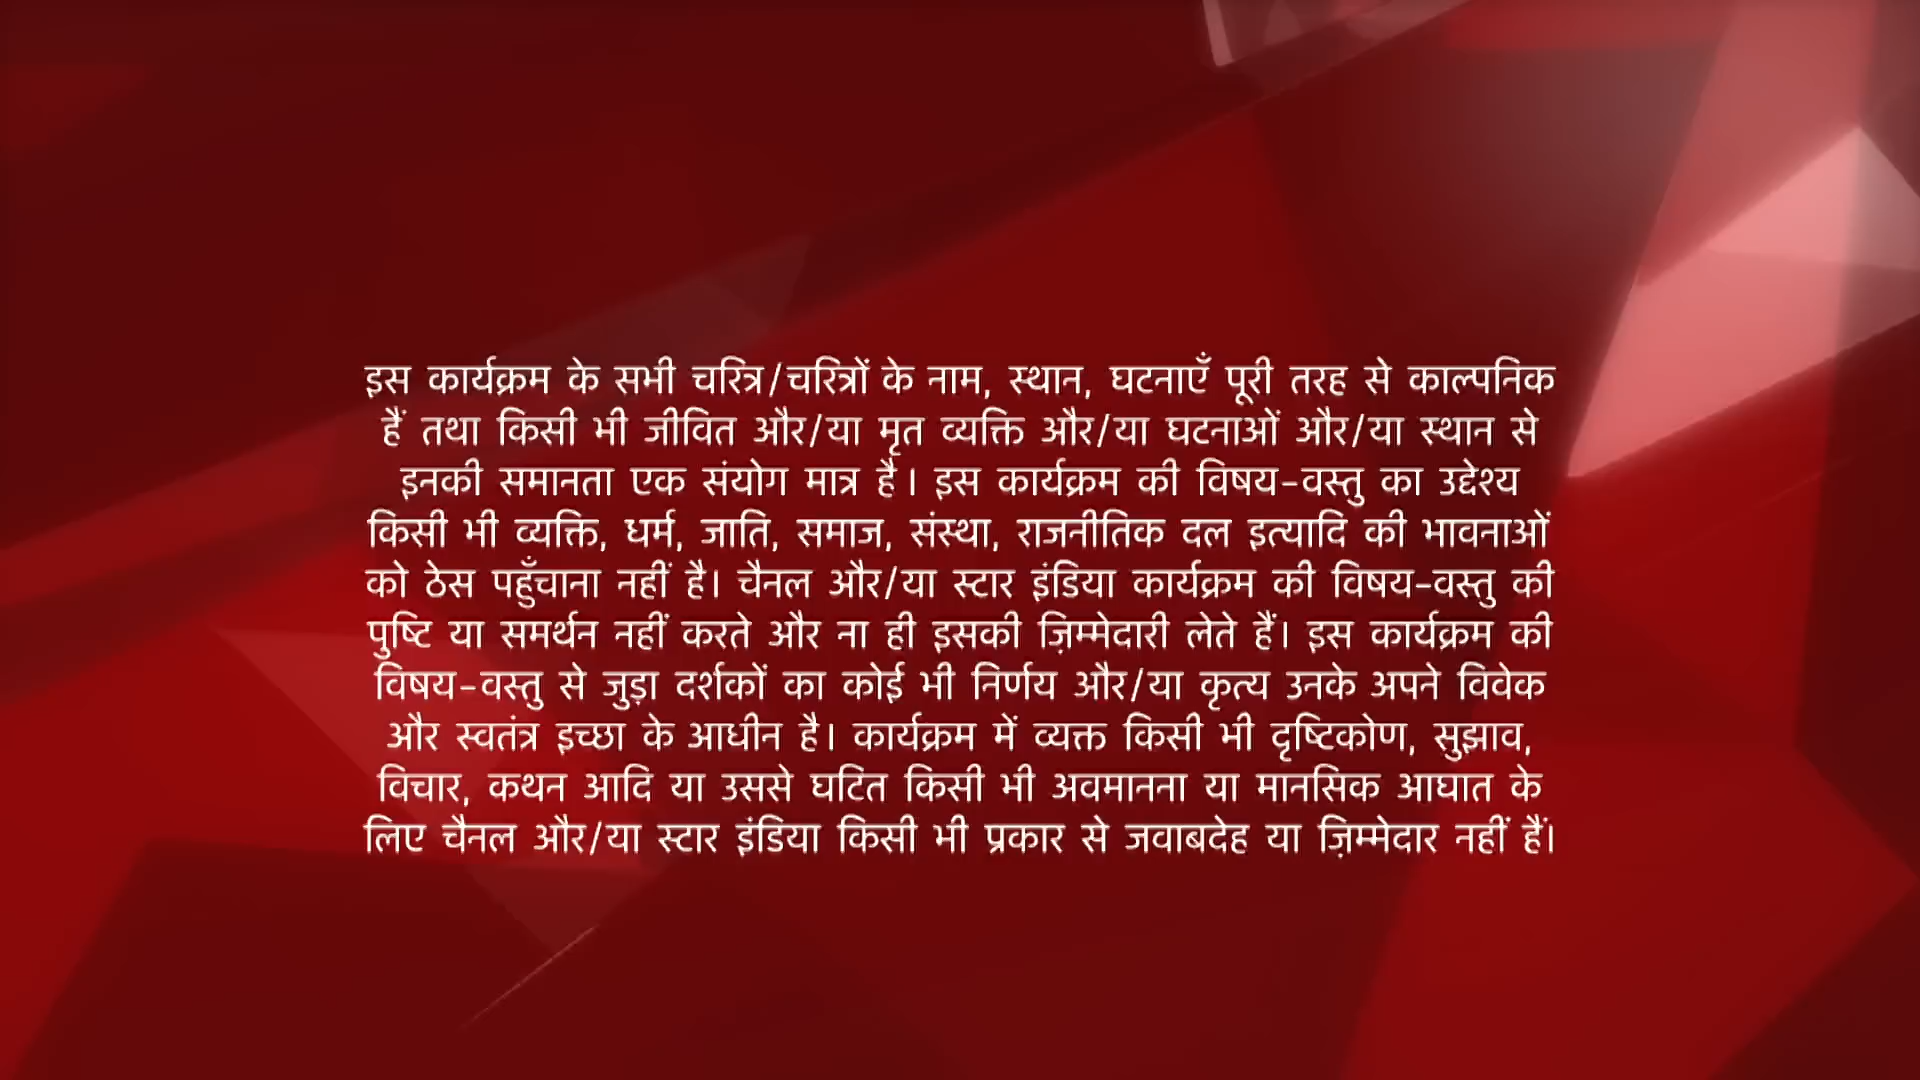 इस कार्यक्रम के सभी चरित्र/चरित्रों के नाम, स्थान, घटनाएँ पूरी तरह से काल्पनिक
हैं तथा किसी भी जीवित और/या मृत व्यक्ति और/या घटनाओं और/या स्थान से
इनकी समानता एक संयोग मात्र है। इस कार्यक्रम की विषय-वस्तु का उद्देश्य
किसी भी व्यक्ति, धर्म, जाति, समाज, संस्था, राजनीतिक दल इत्यादि की भावनाओं
को ठेस पहुँचाना नहीं है। चैनल और/या स्टार इंडिया कार्यक्रम की विषय-वस्तु की
पुष्टि या समर्थन नहीं करते और ना ही इसकी ज़िम्मेदारी लेते हैं। इस कार्यक्रम की
विषय-वस्तु से जुड़ा दर्शकों का कोई भी निर्णय और/या कृत्य उनके अपने विवेक
और स्वतंत्र इच्छा के आधीन है। कार्यक्रम में व्यक्त किसी भी दृष्टिकोण, सुझाव,
विचार, कथन आदि या उससे घटित किसी भी अवमानना या मानसिक आघात के
लिए चैनल और/या स्टार इंडिया किसी भी प्रकार से जवाबदेह या ज़िम्मेदार नहीं हैं।